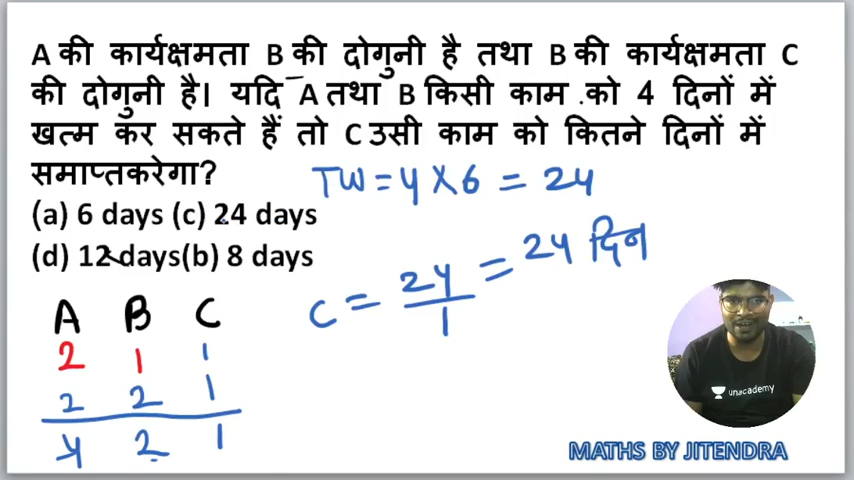 A की कार्यक्षमता B की दोगुनी है तथा B की कार्यक्षमता C
की दोगुनी है। यदि A तथा B किसी काम को 4 दिनों में
खत्म कर सकते हैं तो C उसी काम को कितने दिनों में
समाप्तकरेगा?
TW = 4 X 6 = 24
(a) 6 days (c) 24 days
(d) 12 days(b) 8 days
C = 24/1 = 24 दिन
A B C
2 1 1
2 2 1
4 2 1
unacademy
MATHS BY JITENDRA